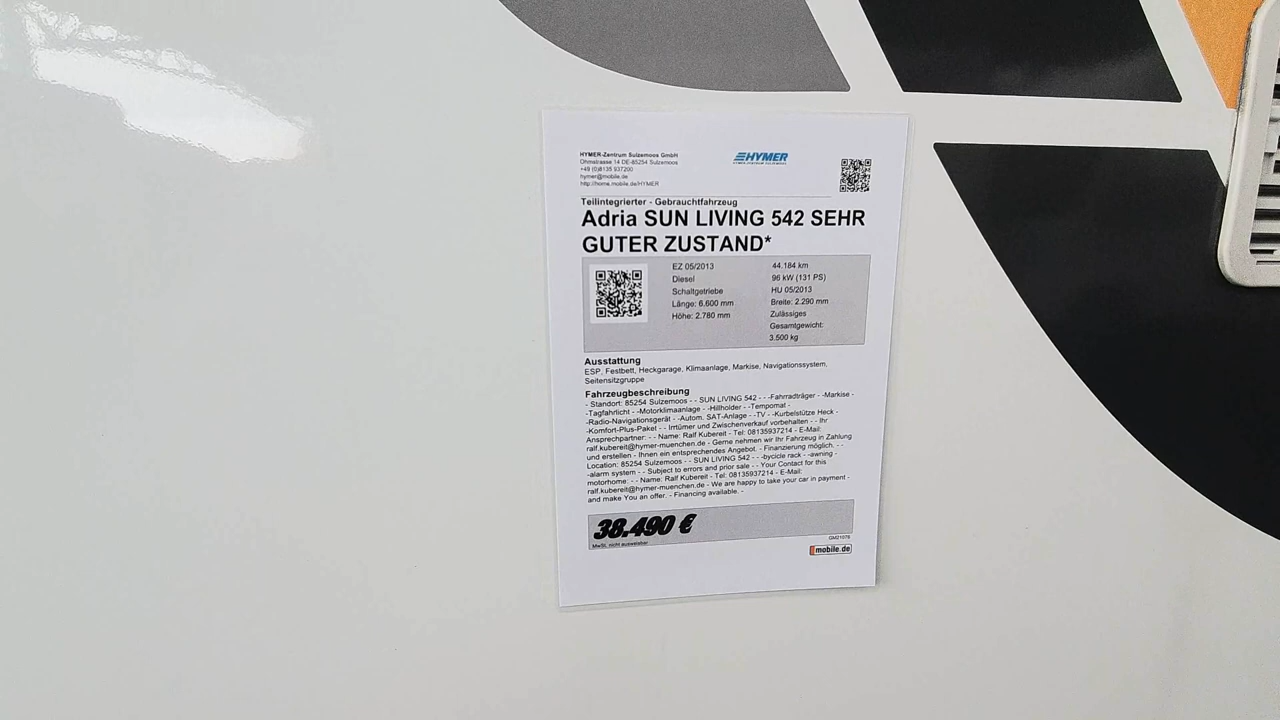 HYMER-Zentrum Sulzemoos GmbH
Ohmstrasse 14 DE-85254 Sulzemoos
+49 (0)8135 937200
hymer@mobile.de
http://home.mobile.de/HYMER
HYMER
HYMER-ZENTRUM SULZEMOOS
Teilintegrierter - Gebrauchtfahrzeug
Adria SUN LIVING 542 SEHR
GUTER ZUSTAND*
EZ 05/2013
Diesel
Schaltgetriebe
Länge: 6.600 mm
Höhe: 2.780 mm
44.184 km
96 kW (131 PS)
HU 05/2013
Breite: 2.290 mm
Zulässiges
Gesamtgewicht:
3.500 kg
Ausstattung
ESP, Festbett, Heckgarage, Klimaanlage, Markise, Navigationssystem,
Seitensitzgruppe
Fahrzeugbeschreibung
- Standort: 85254 Sulzemoos - - SUN LIVING 542 - - -Fahrradträger - -Markise -
-Tagfahrlicht - -Motorklimaanlage - -Hillholder - -Tempomat -
-Radio-Navigationsgerät - -Autom. SAT-Anlage - -TV - -Kurbelstütze Heck -
-Komfort-Plus-Paket - - Irrtümer und Zwischenverkauf vorbehalten - - Ihr
Ansprechpartner: - - Name: Ralf Kubereit - Tel: 08135937214 - E-Mail:
ralf.kubereit@hymer-muenchen.de - Gerne nehmen wir Ihr Fahrzeug in Zahlung
und erstellen - Ihnen ein entsprechendes Angebot. - Finanzierung möglich. - -
Location: 85254 Sulzemoos - - SUN LIVING 542 - - -bycicle rack - -awning -
-alarm system - - Subject to errors and prior sale - - Your Contact for this
motorhome: - - Name: Ralf Kubereit - Tel: 08135937214 - E-Mail:
ralf.kubereit@hymer-muenchen.de - We are happy to take your car in payment -
and make You an offer. - Financing available. -
38.490 €
MwSt. nicht ausweisbar
GM21076
mobile.de